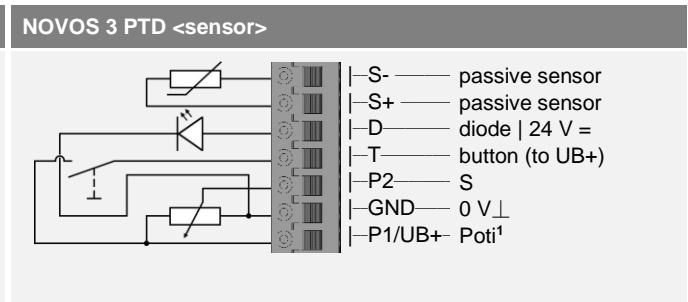 NOVOS 3 PTD <sensor>
S- passive sensor
S+ passive sensor
D diode | 24 V =
T button (to UB+)
P2 S
GND 0 V⊥
P1/UB+ Poti¹